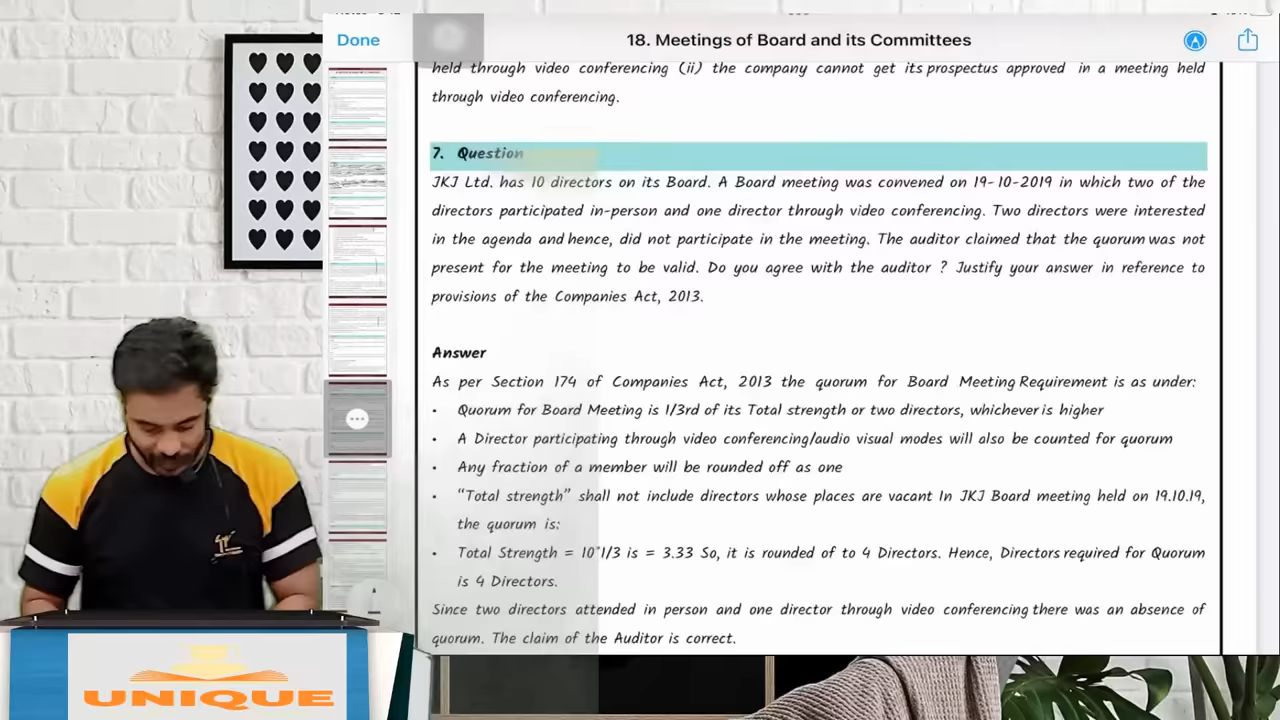 Done
18. Meetings of Board and its Committees
held through video conferencing (ii) the company cannot get its prospectus approved in a meeting held
through video conferencing.
7. Question
JKJ Ltd. has 10 directors on its Board. A Board meeting was convened on 19-10-2019 in which two of the
directors participated in-person and one director through video conferencing. Two directors were interested
in the agenda and hence, did not participate in the meeting. The auditor claimed that the quorum was not
present for the meeting to be valid. Do you agree with the auditor ? Justify your answer in reference to
provisions of the Companies Act, 2013.
Answer
As per Section 174 of Companies Act, 2013 the quorum for Board Meeting Requirement is as under:
• Quorum for Board Meeting is 1/3rd of its Total strength or two directors, whichever is higher
• A Director participating through video conferencing/audio visual modes will also be counted for quorum
• Any fraction of a member will be rounded off as one
• “Total strength” shall not include directors whose places are vacant In JKJ Board meeting held on 19.10.19,
the quorum is:
• Total Strength = 10*1/3 is = 3.33 So, it is rounded of to 4 Directors. Hence, Directors required for Quorum
is 4 Directors.
Since two directors attended in person and one director through video conferencing there was an absence of
quorum. The claim of the Auditor is correct.
UNIQUE